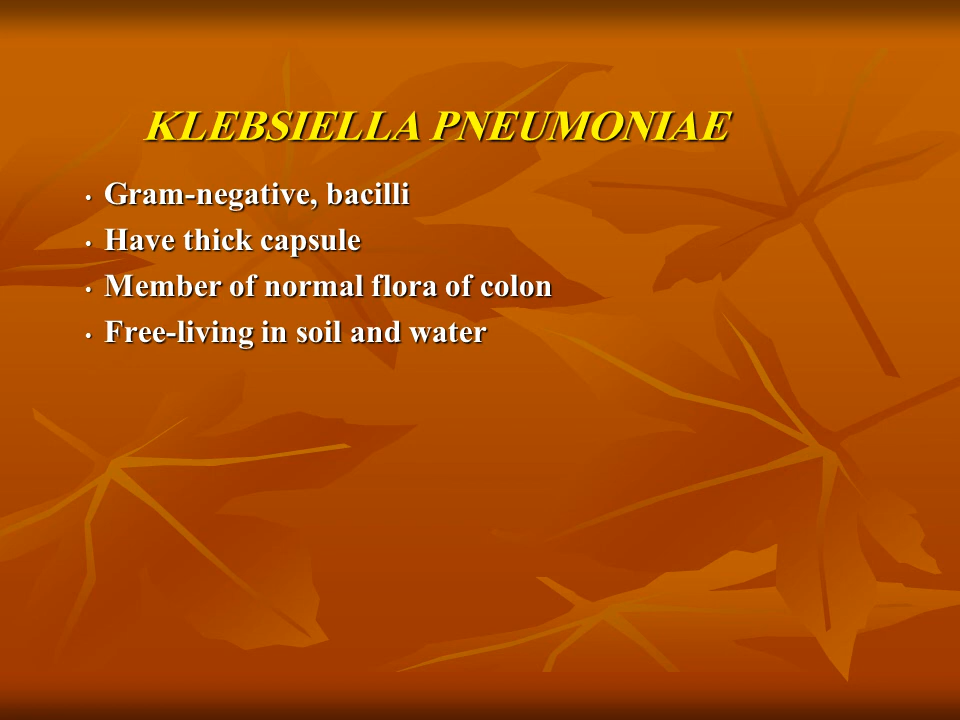 KLEBSIELLA PNEUMONIAE
• Gram-negative, bacilli
• Have thick capsule
• Member of normal flora of colon
• Free-living in soil and water